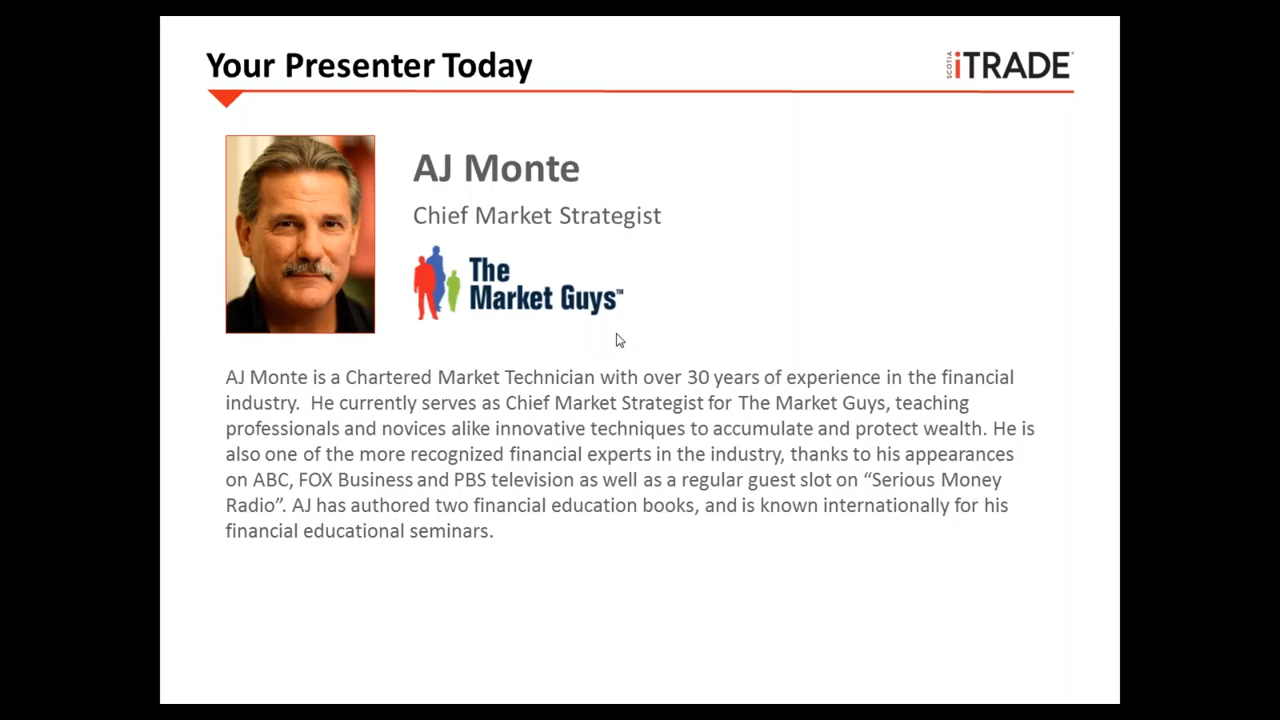 Your Presenter Today
SCOTIA iTRADE®
AJ Monte
Chief Market Strategist
The
Market Guys™
AJ Monte is a Chartered Market Technician with over 30 years of experience in the financial
industry.  He currently serves as Chief Market Strategist for The Market Guys, teaching
professionals and novices alike innovative techniques to accumulate and protect wealth. He is
also one of the more recognized financial experts in the industry, thanks to his appearances
on ABC, FOX Business and PBS television as well as a regular guest slot on “Serious Money
Radio”. AJ has authored two financial education books, and is known internationally for his
financial educational seminars.